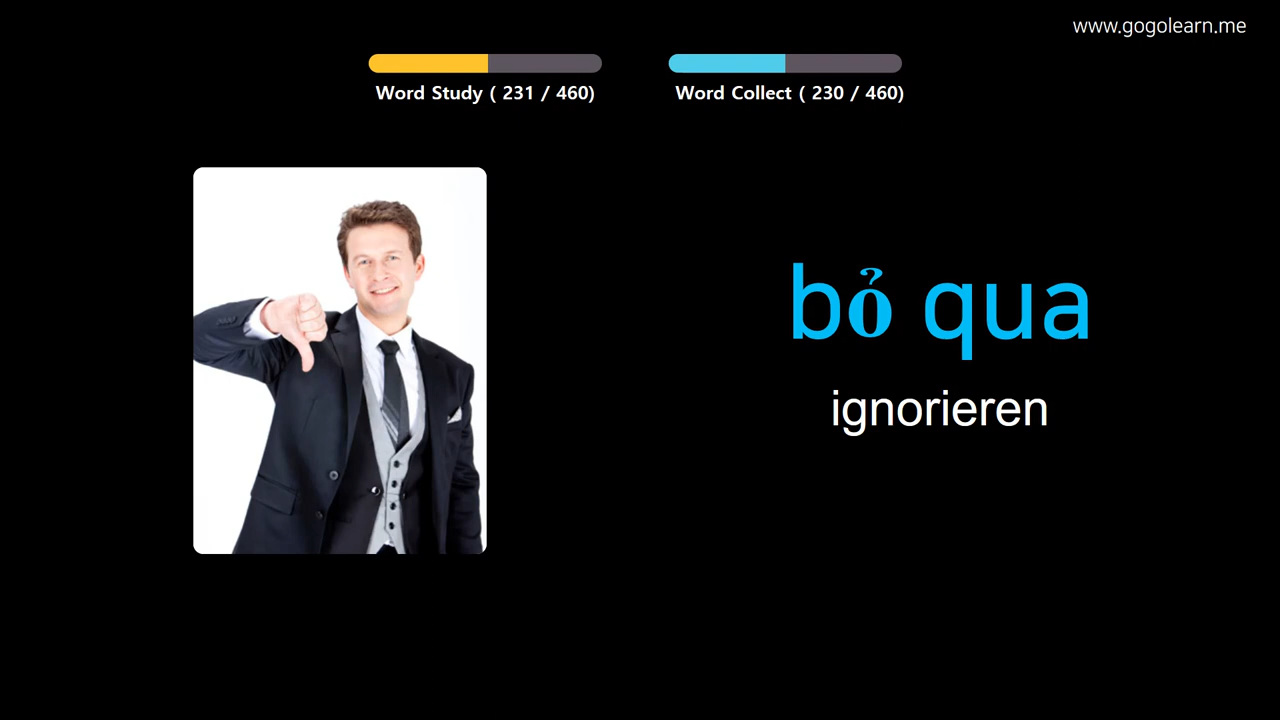 www.gogolearn.me
Word Study ( 231 / 460)
Word Collect ( 230 / 460)
bỏ qua
ignorieren